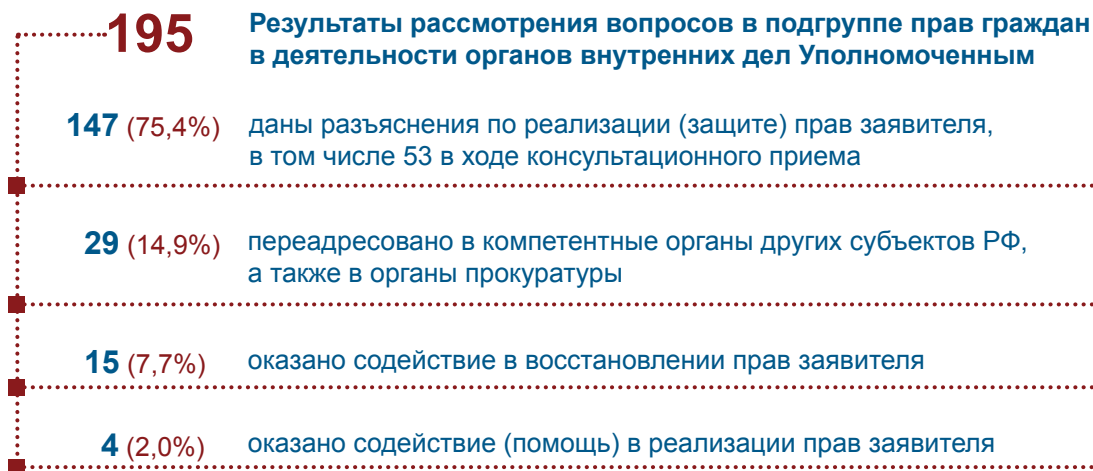 195 Результаты рассмотрения вопросов в подгруппе прав граждан
в деятельности органов внутренних дел Уполномоченным
147 (75,4%) даны разъяснения по реализации (защите) прав заявителя,
в том числе 53 в ходе консультационного приема
29 (14,9%) переадресовано в компетентные органы других субъектов РФ,
а также в органы прокуратуры
15 (7,7%) оказано содействие в восстановлении прав заявителя
4 (2,0%) оказано содействие (помощь) в реализации прав заявителя